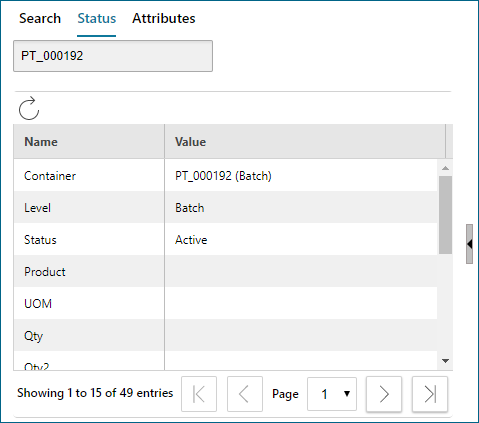 Search Status Attributes
PT_000192
Name Value
Container PT_000192 (Batch)
Level Batch
Status Active
Product
UOM
Qty
Qty2
Showing 1 to 15 of 49 entries Page 1